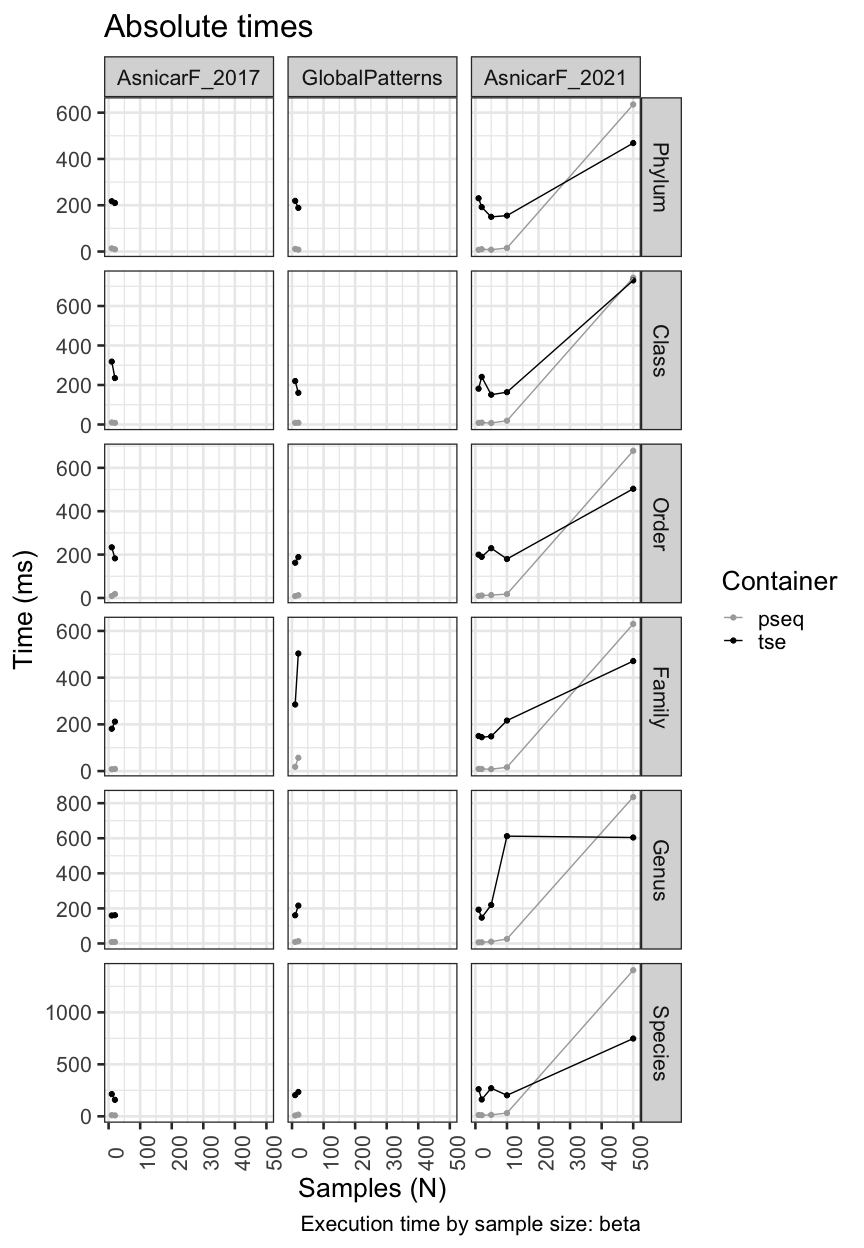 Absolute times
AsnicarF_2017
GlobalPatterns
AsnicarF_2021
Time (ms)
600
400
200
0
Phylum
600
400
200
0
Class
600
400
200
0
Order
600
400
200
0
Family
800
600
400
200
0
Genus
1000
500
0
Species
0 100 200 300 400 500
0 100 200 300 400 500
0 100 200 300 400 500
Samples (N)
Execution time by sample size: beta
Container
pseq
tse